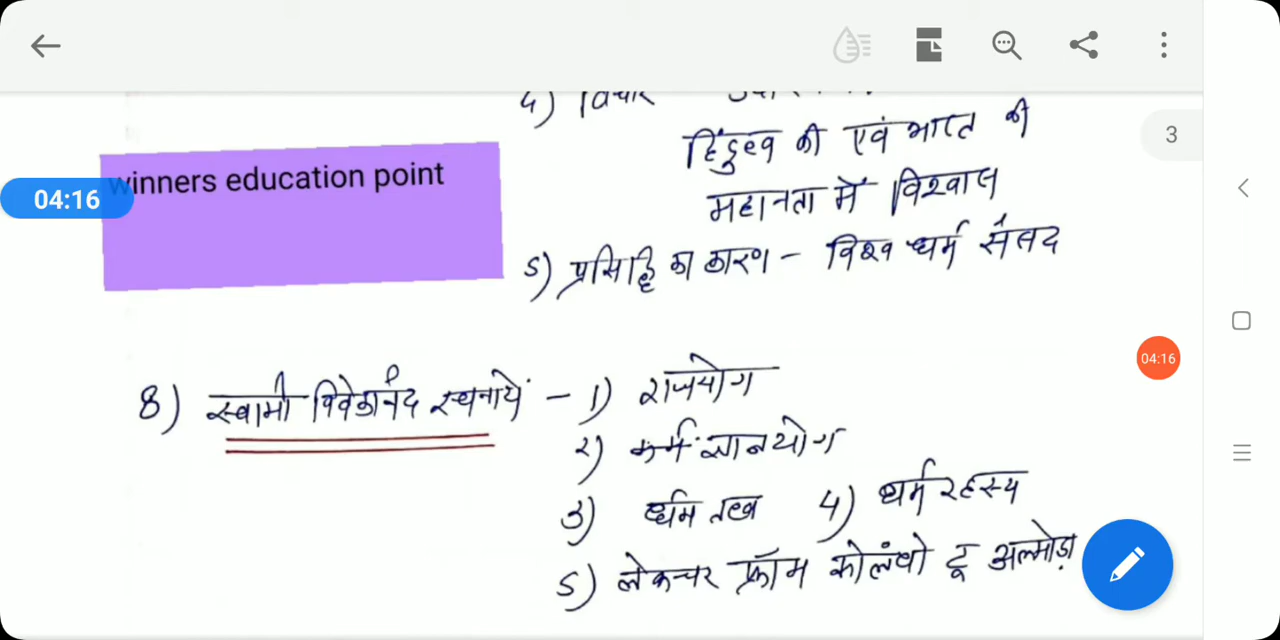 4) विचार
हिंदुत्व की एवं भारत की
3
winners education point
04:16
महानता में विश्वास
5) प्रसिद्धि का कारण - विश्व धर्म संसद
04:16
8) स्वामी विवेकानंद रचनायें - 1) राजयोग
2) कर्म ज्ञानयोग
3) धर्म तत्व 4) धर्म रहस्य
5) लेक्चर फ्रॉम कोलंबो टू अल्मोड़ा